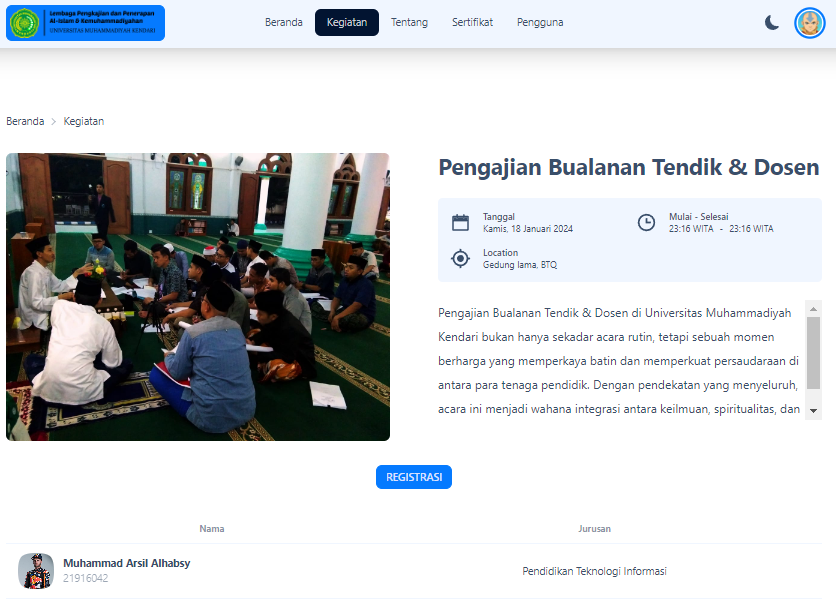 Lembaga Pengkajian dan Penerapan
Al-Islam & Kemuhammadiyahan
UNIVERSITAS MUHAMMADIYAH KENDARI
Beranda
Kegiatan
Tentang
Sertifikat
Pengguna
Beranda > Kegiatan
Pengajian Bualanan Tendik & Dosen
Tanggal
Kamis, 18 Januari 2024
Mulai - Selesai
23:16 WITA - 23:16 WITA
Location
Gedung lama, BTQ
Pengajian Bualanan Tendik & Dosen di Universitas Muhammadiyah
Kendari bukan hanya sekadar acara rutin, tetapi sebuah momen
berharga yang memperkaya batin dan memperkuat persaudaraan di
antara para tenaga pendidik. Dengan pendekatan yang menyeluruh,
acara ini menjadi wahana integrasi antara keilmuan, spiritualitas, dan
REGISTRASI
Nama
Jurusan
Muhammad Arsil Alhabsy
21916042
Pendidikan Teknologi Informasi